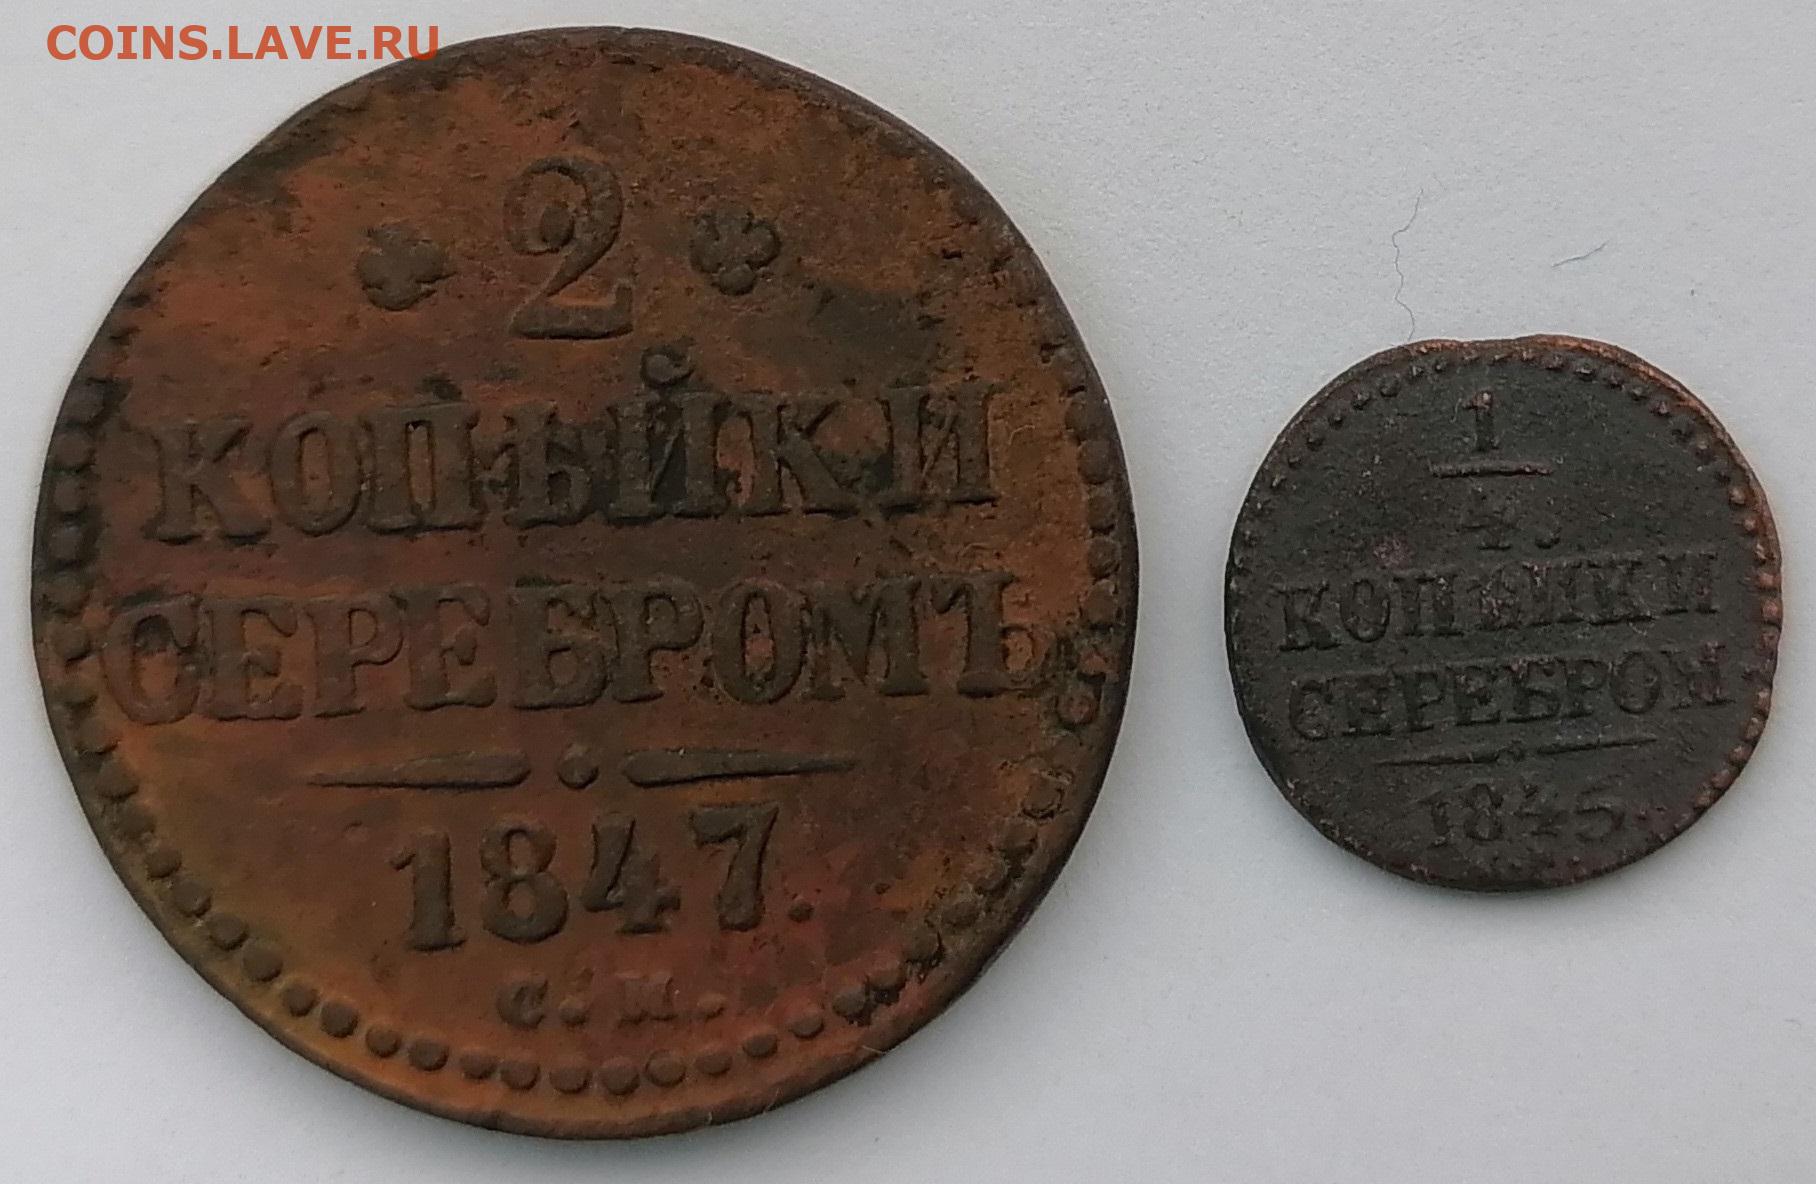 COINS.LAVE.RU
2
КОПѢЙКИ
СЕРЕБРОМЪ
1847.
С. М.
1
4.
КОПѢЙКИ
СЕРЕБРОМ
1845.